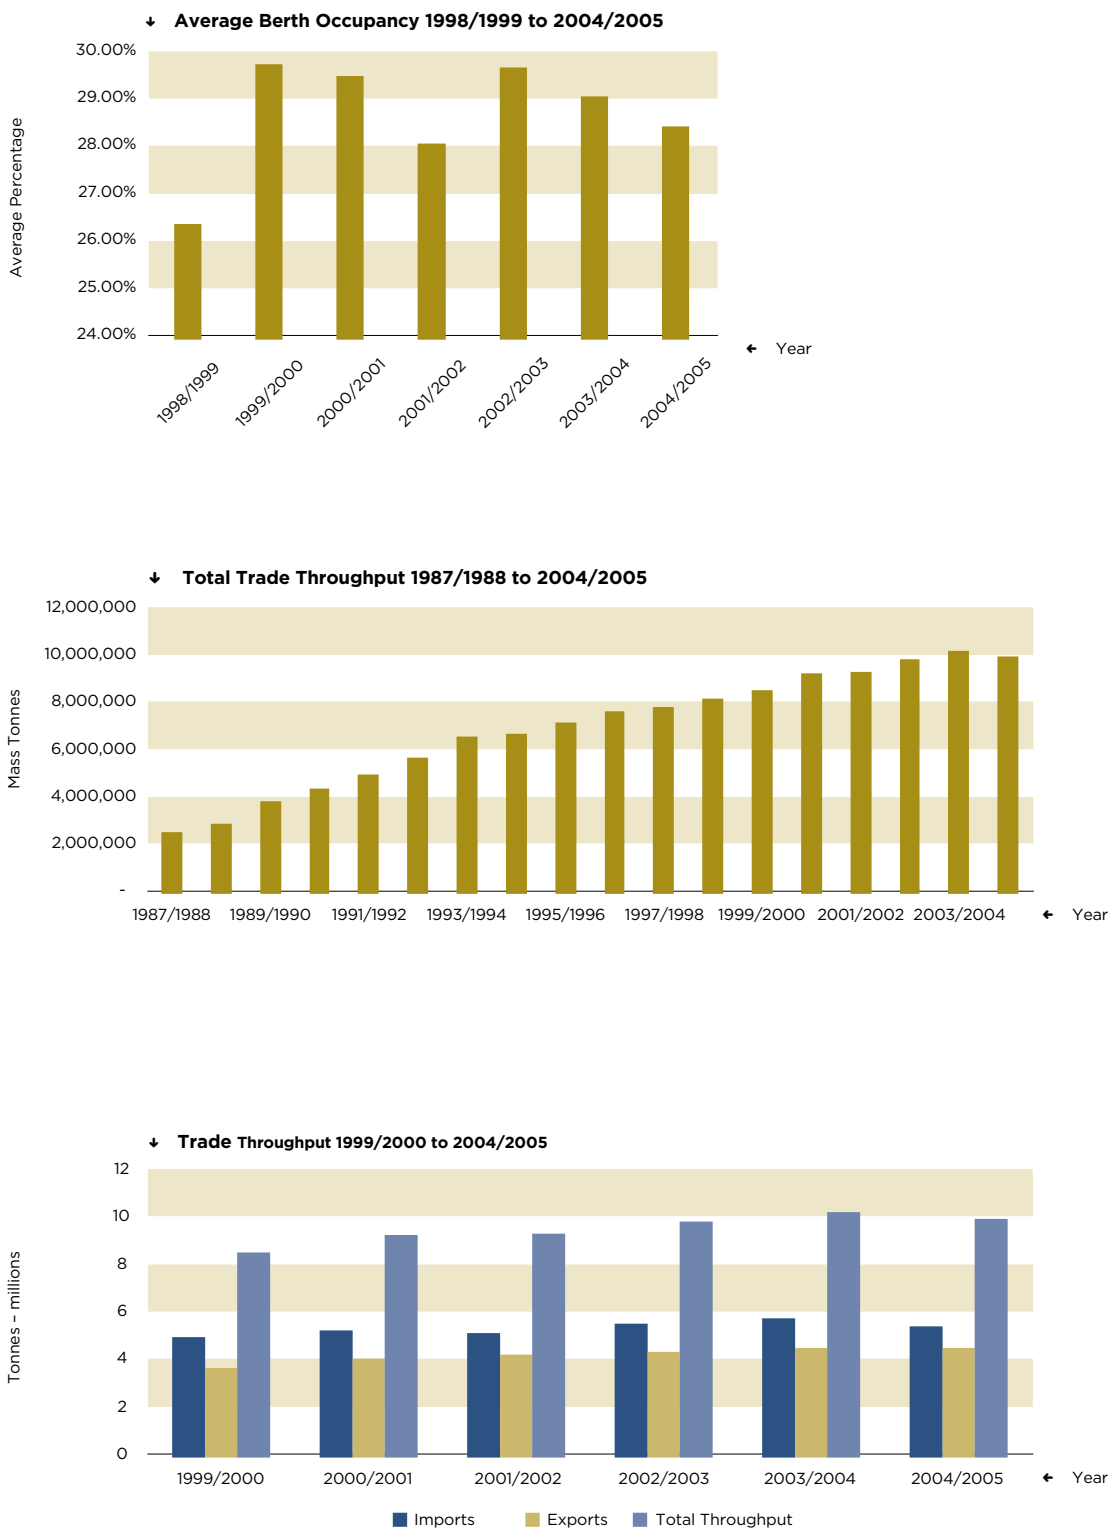 Average Berth Occupancy 1998/1999 to 2004/2005
30.00%
29.00%
28.00%
27.00%
26.00%
25.00%
24.00%
Average Percentage
1998/1999 1999/2000 2000/2001 2001/2002 2002/2003 2003/2004 2004/2005
Year
Total Trade Throughput 1987/1988 to 2004/2005
12,000,000
10,000,000
8,000,000
6,000,000
4,000,000
2,000,000
-
Mass Tonnes
1987/1988 1989/1990 1991/1992 1993/1994 1995/1996 1997/1998 1999/2000 2001/2002 2003/2004 Year
Trade Throughput 1999/2000 to 2004/2005
12
10
8
6
4
2
0
Tonnes – millions
1999/2000 2000/2001 2001/2002 2002/2003 2003/2004 2004/2005 Year
Imports Exports Total Throughput